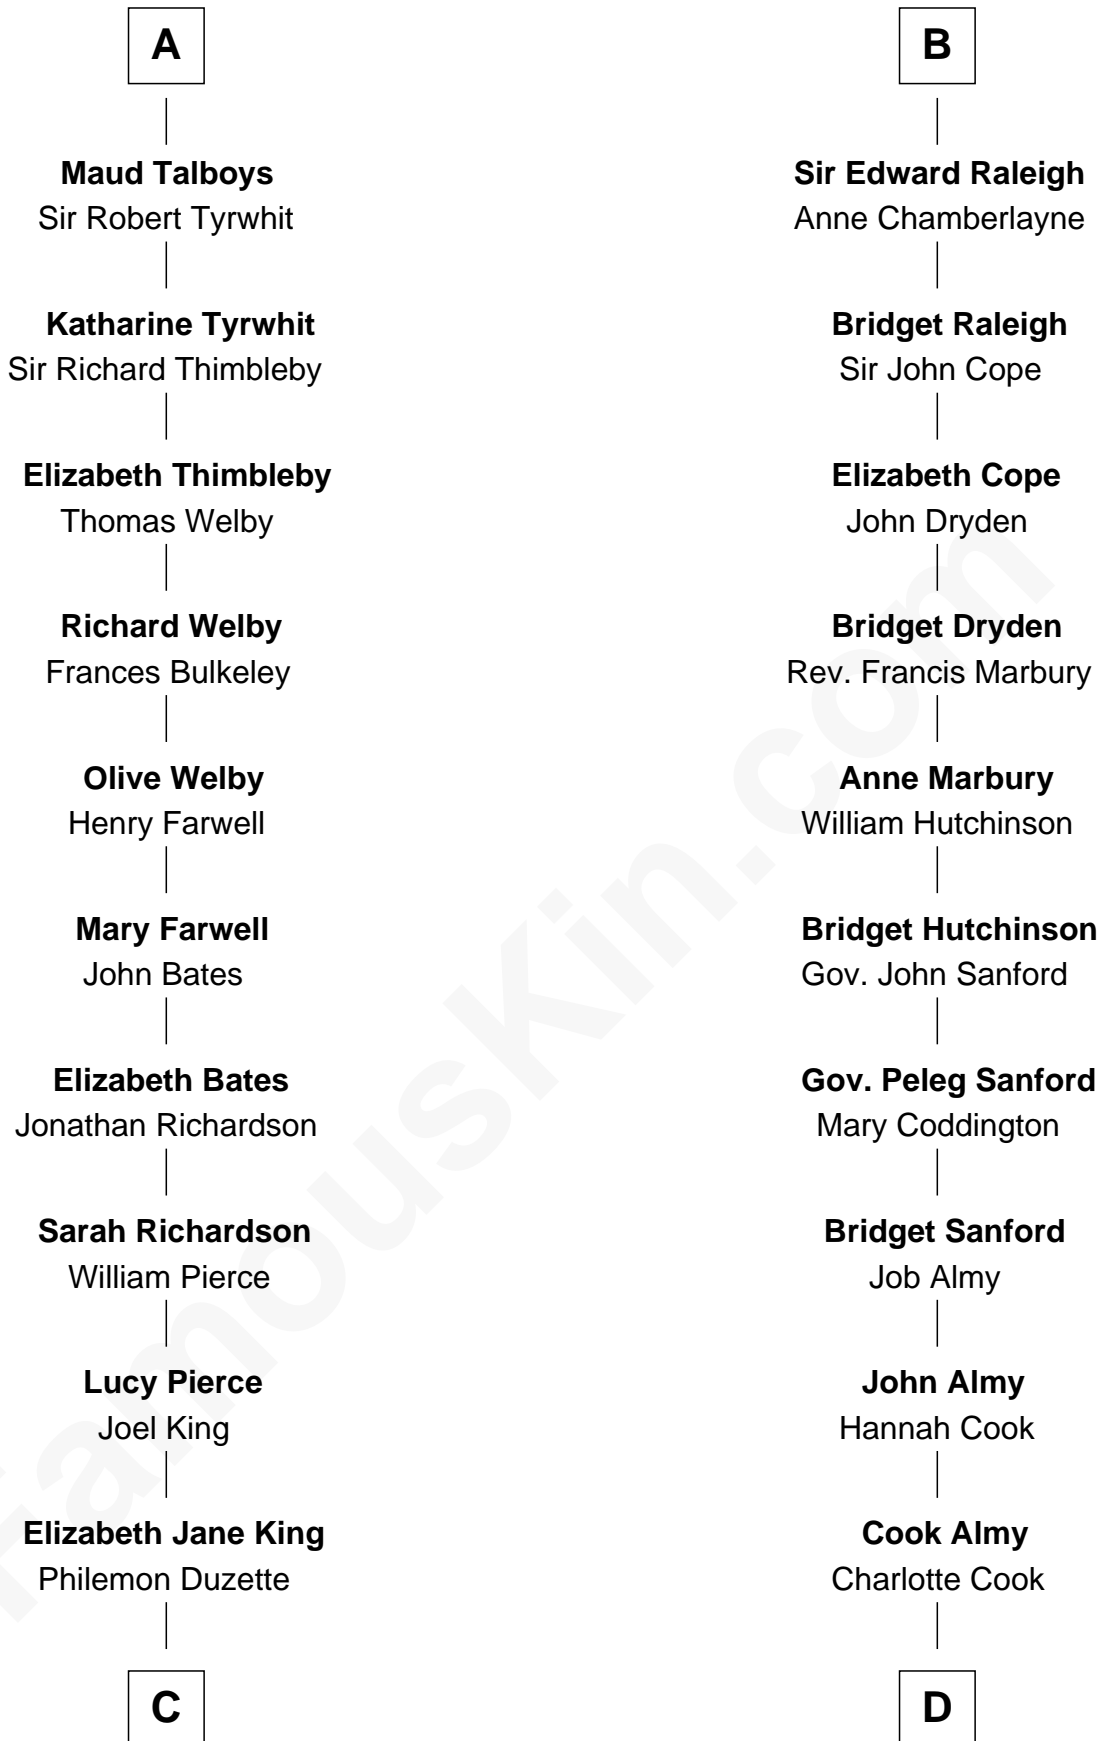 A
Maud Talboys
Sir Robert Tyrwhit
Katharine Tyrwhit
Sir Richard Thimbleby
Elizabeth Thimbleby
Thomas Welby
Richard Welby
Frances Bulkeley
Olive Welby
Henry Farwell
Mary Farwell
John Bates
Elizabeth Bates
Jonathan Richardson
Sarah Richardson
William Pierce
Lucy Pierce
Joel King
Elizabeth Jane King
Philemon Duzette
C
B
Sir Edward Raleigh
Anne Chamberlayne
Bridget Raleigh
Sir John Cope
Elizabeth Cope
John Dryden
Bridget Dryden
Rev. Francis Marbury
Anne Marbury
William Hutchinson
Bridget Hutchinson
Gov. John Sanford
Gov. Peleg Sanford
Mary Coddington
Bridget Sanford
Job Almy
John Almy
Hannah Cook
Cook Almy
Charlotte Cook
D
FamousKin.com